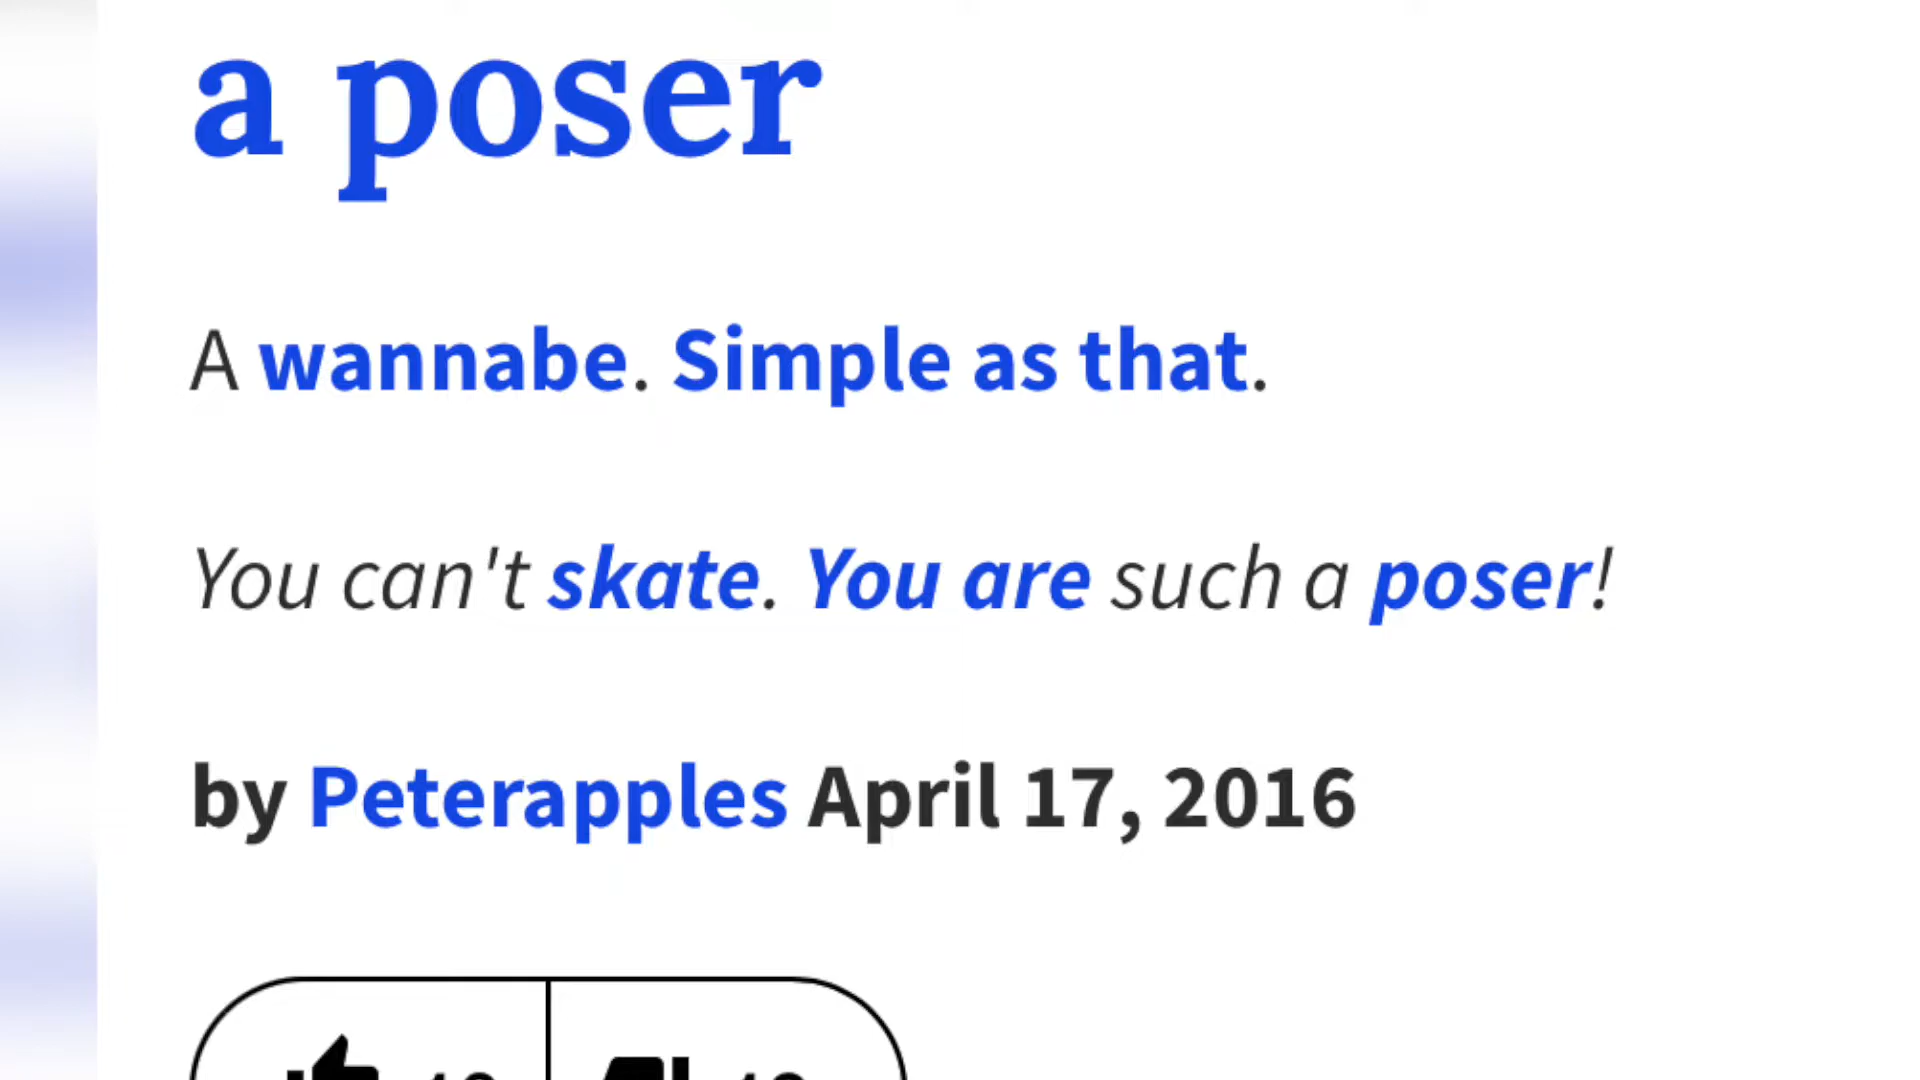 a poser
A wannabe. Simple as that.
You can't skate. You are such a poser!
by Peterapples April 17, 2016